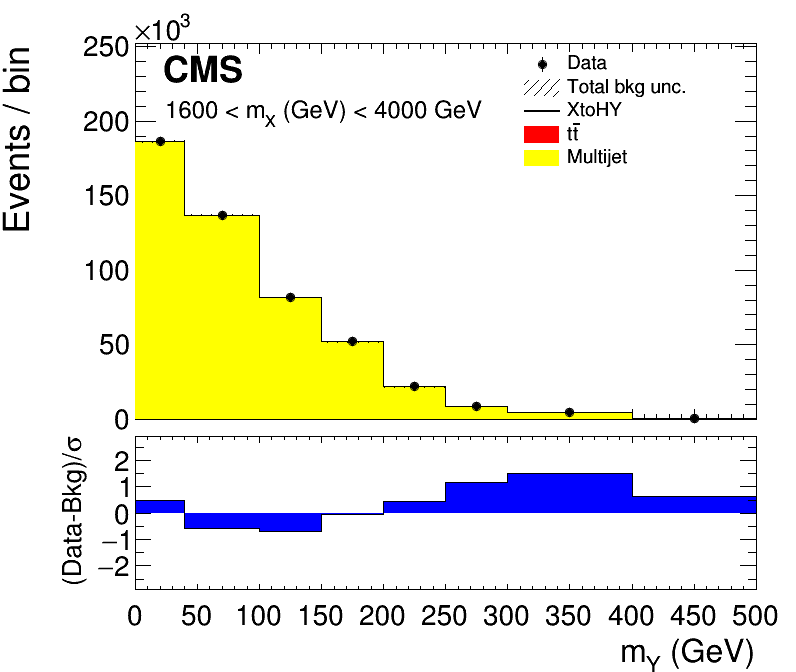 ×10³
250
200
150
100
50
0
Events / bin
CMS
1600 < m_X (GeV) < 4000 GeV
Data
Total bkg unc.
XtoHY
tt̄
Multijet
2
1
0
−1
−2
(Data-Bkg)/σ
0 50 100 150 200 250 300 350 400 450 500
m_Y (GeV)